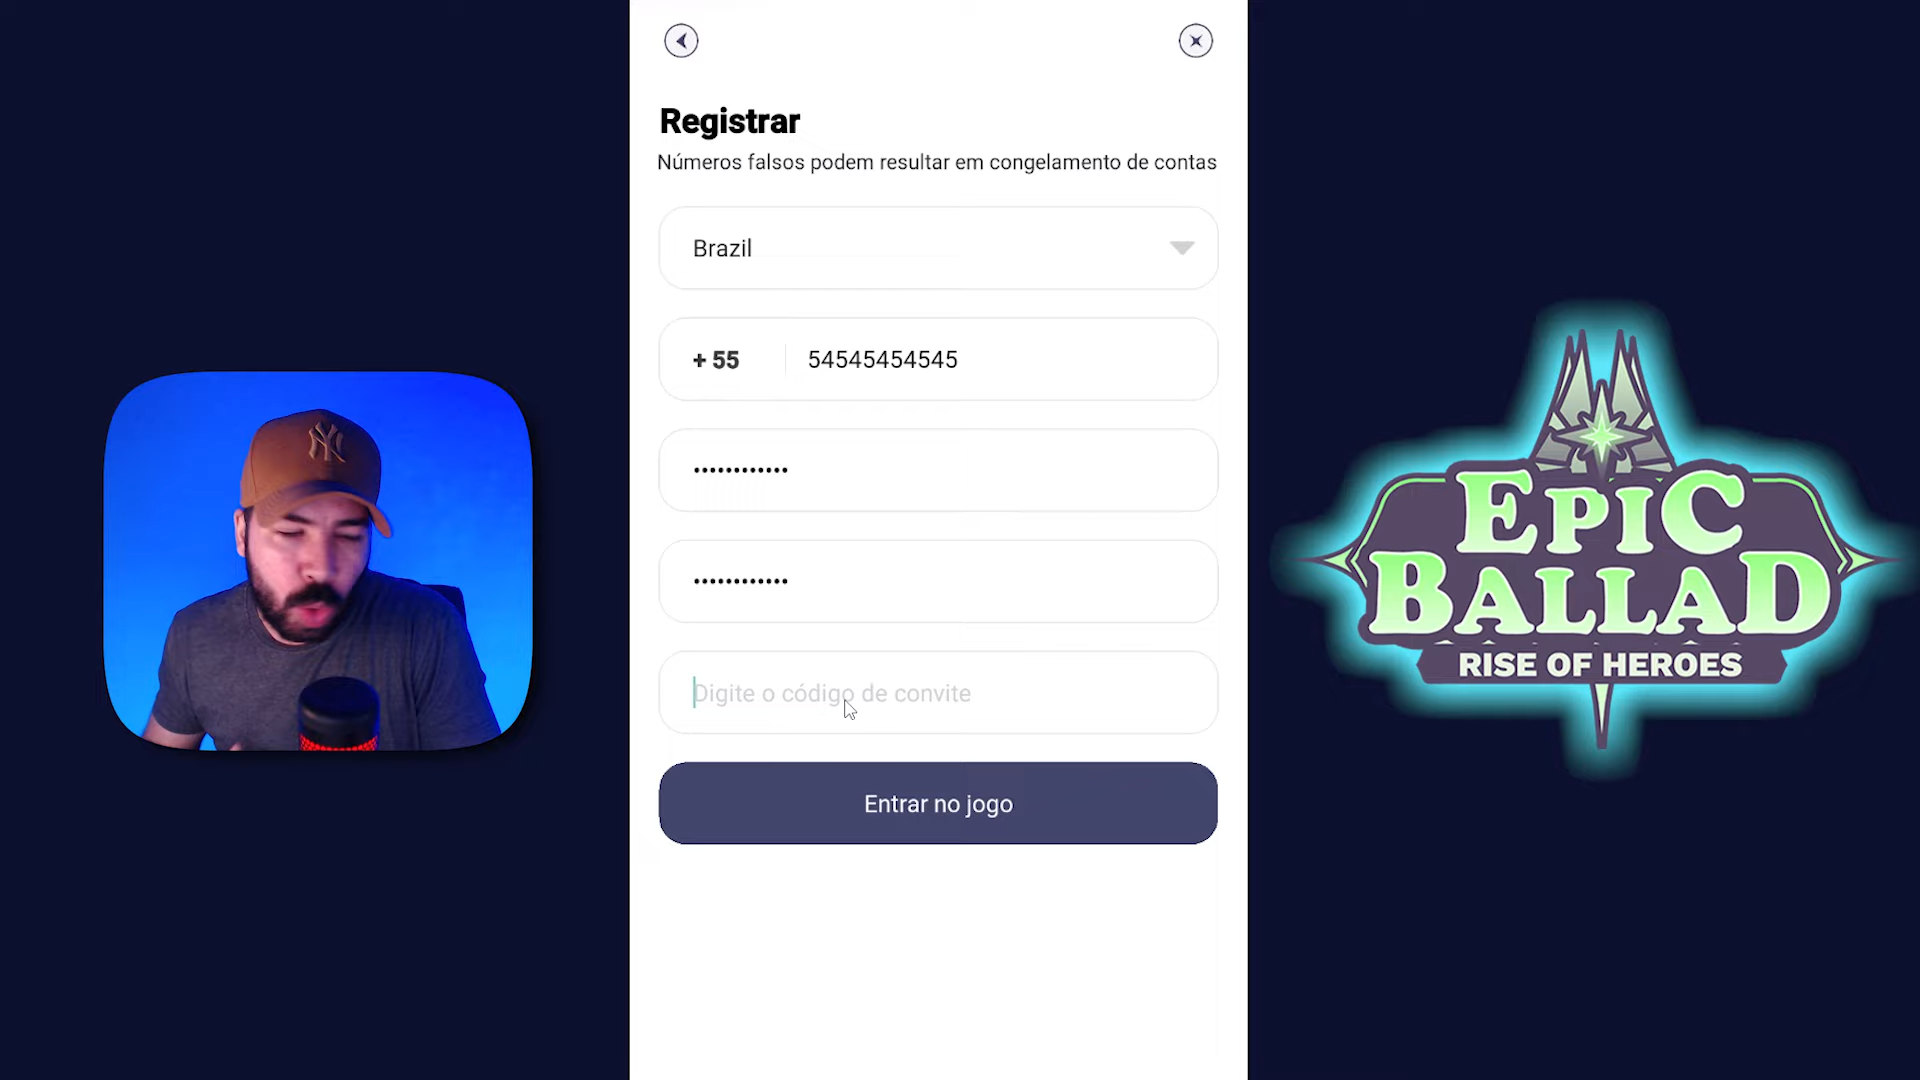 Registrar
Números falsos podem resultar em congelamento de contas
Brazil
+ 55 54545454545
••••••••••••
••••••••••••
Digite o código de convite
Entrar no jogo
NY
EPIC
BALLAD
RISE OF HEROES